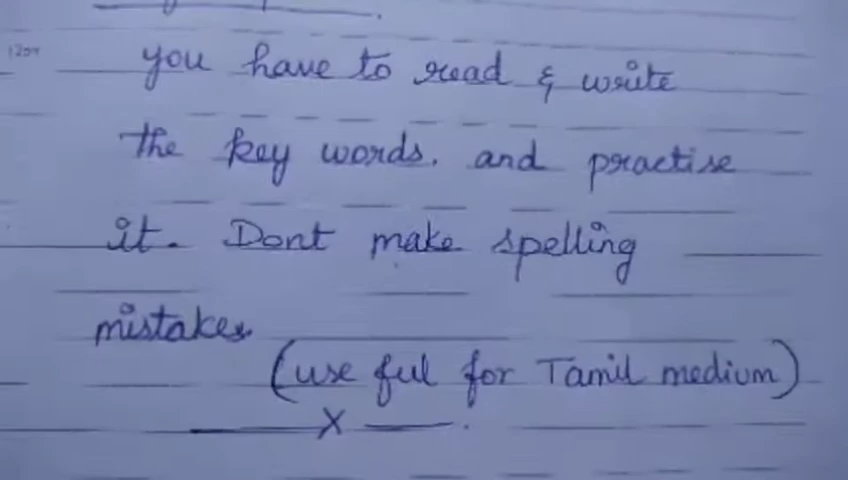 you have to read & write
the key words. and practise
it. Dont make spelling
mistakes.
(use ful for Tamil medium)
X